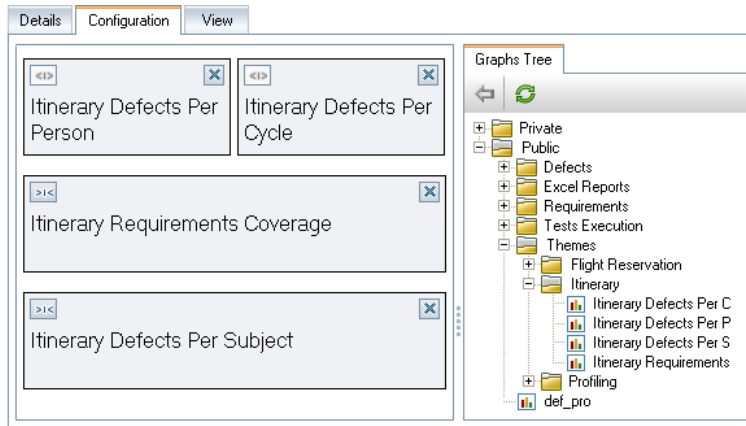 Details Configuration View
Itinerary Defects Per
Person
Itinerary Defects Per
Cycle
Itinerary Requirements Coverage
Itinerary Defects Per Subject
Graphs Tree
Private
Public
Defects
Excel Reports
Requirements
Tests Execution
Themes
Flight Reservation
Itinerary
Itinerary Defects Per C
Itinerary Defects Per P
Itinerary Defects Per S
Itinerary Requirements
Profiling
def_pro